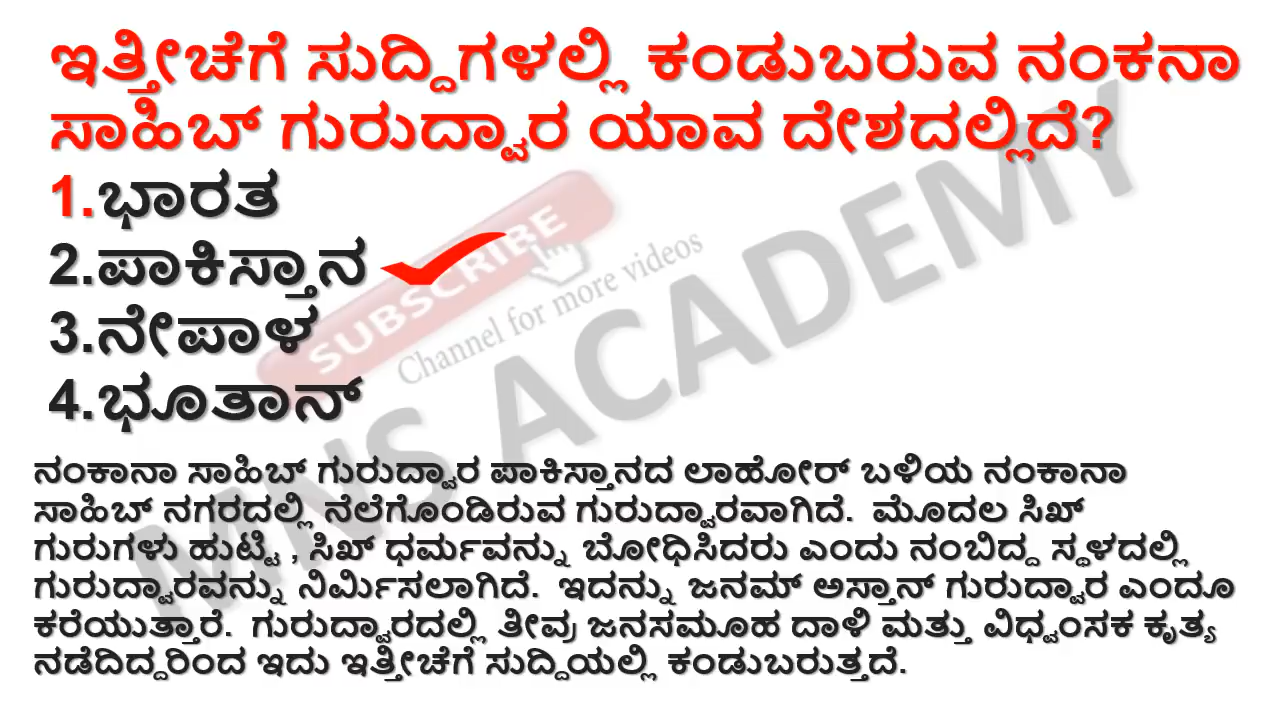 ಇತ್ತೀಚೆಗೆ ಸುದ್ದಿಗಳಲ್ಲಿ ಕಂಡುಬರುವ ನಂಕನಾ
ಸಾಹಿಬ್ ಗುರುದ್ವಾರ ಯಾವ ದೇಶದಲ್ಲಿದೆ?
1.ಭಾರತ
2.ಪಾಕಿಸ್ತಾನ
3.ನೇಪಾಳ
4.ಭೂತಾನ್
SUBSCRIBE
Channel for more videos
MNS ACADEMY
ನಂಕಾನಾ ಸಾಹಿಬ್ ಗುರುದ್ವಾರ ಪಾಕಿಸ್ತಾನದ ಲಾಹೋರ್ ಬಳಿಯ ನಂಕಾನಾ
ಸಾಹಿಬ್ ನಗರದಲ್ಲಿ ನೆಲೆಗೊಂಡಿರುವ ಗುರುದ್ವಾರವಾಗಿದೆ. ಮೊದಲ ಸಿಖ್
ಗುರುಗಳು ಹುಟ್ಟಿ , ಸಿಖ್ ಧರ್ಮವನ್ನು ಬೋಧಿಸಿದರು ಎಂದು ನಂಬಿದ್ದ ಸ್ಥಳದಲ್ಲಿ
ಗುರುದ್ವಾರವನ್ನು ನಿರ್ಮಿಸಲಾಗಿದೆ. ಇದನ್ನು ಜನಮ್ ಅಸ್ತಾನ್ ಗುರುದ್ವಾರ ಎಂದೂ
ಕರೆಯುತ್ತಾರೆ. ಗುರುದ್ವಾರದಲ್ಲಿ ತೀವ್ರ ಜನಸಮೂಹ ದಾಳಿ ಮತ್ತು ವಿಧ್ವಂಸಕ ಕೃತ್ಯ
ನಡೆದಿದ್ದರಿಂದ ಇದು ಇತ್ತೀಚೆಗೆ ಸುದ್ದಿಯಲ್ಲಿ ಕಂಡುಬರುತ್ತದೆ.